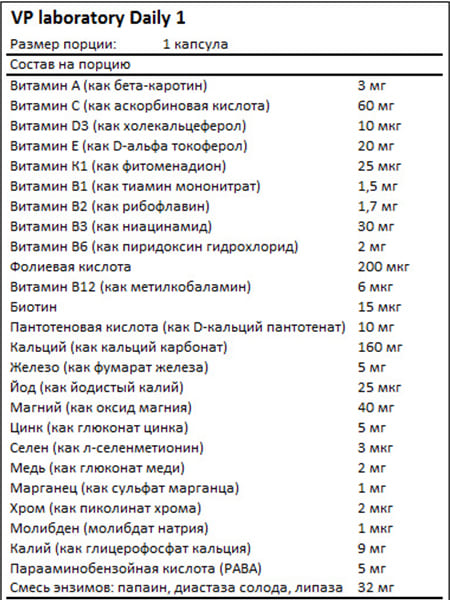 VP laboratory Daily 1
Размер порции: 1 капсула
Состав на порцию
Витамин А (как бета-каротин) 3 мг
Витамин С (как аскорбиновая кислота) 60 мг
Витамин D3 (как холекальцеферол) 10 мкг
Витамин Е (как D-альфа токоферол) 20 мг
Витамин К1 (как фитоменадион) 25 мкг
Витамин В1 (как тиамин мононитрат) 1,5 мг
Витамин В2 (как рибофлавин) 1,7 мг
Витамин В3 (как ниацинамид) 30 мг
Витамин В6 (как пиридоксин гидрохлорид) 2 мг
Фолиевая кислота 200 мкг
Витамин В12 (как метилкобаламин) 6 мкг
Биотин 15 мкг
Пантотеновая кислота (как D-кальций пантотенат) 10 мг
Кальций (как кальций карбонат) 160 мг
Железо (как фумарат железа) 5 мг
Йод (как йодистый калий) 25 мкг
Магний (как оксид магния) 40 мг
Цинк (как глюконат цинка) 5 мг
Селен (как л-селенметионин) 3 мкг
Медь (как глюконат меди) 2 мг
Марганец (как сульфат марганца) 1 мг
Хром (как пиколинат хрома) 2 мкг
Молибден (молибдат натрия) 1 мкг
Калий (как глицерофосфат кальция) 9 мг
Парааминобензойная кислота (PABA) 5 мг
Смесь энзимов: папаин, диастаза солода, липаза 32 мг